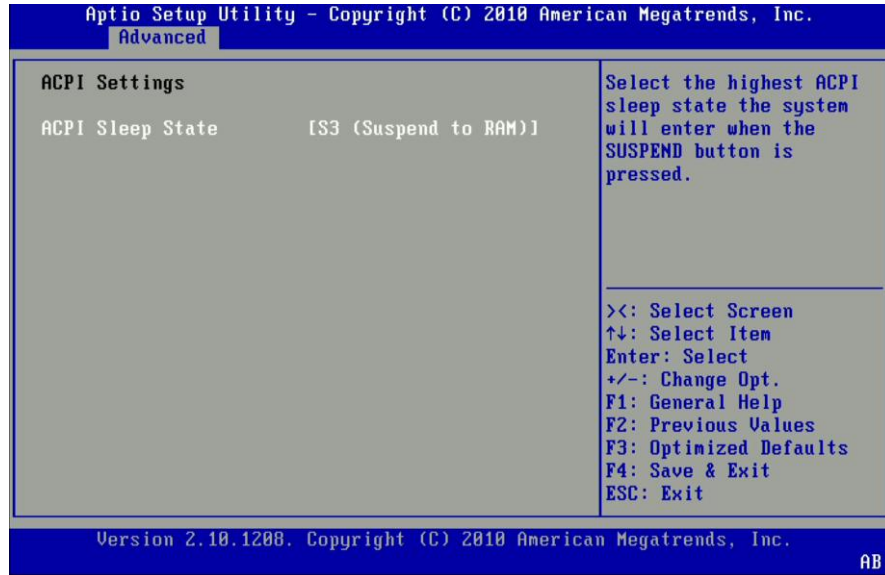 Aptio Setup Utility – Copyright (C) 2010 American Megatrends, Inc.
Advanced
ACPI Settings
ACPI Sleep State [S3 (Suspend to RAM)]
Select the highest ACPI
sleep state the system
will enter when the
SUSPEND button is
pressed.
><: Select Screen
↑↓: Select Item
Enter: Select
+/-: Change Opt.
F1: General Help
F2: Previous Values
F3: Optimized Defaults
F4: Save & Exit
ESC: Exit
Version 2.10.1208. Copyright (C) 2010 American Megatrends, Inc.
AB